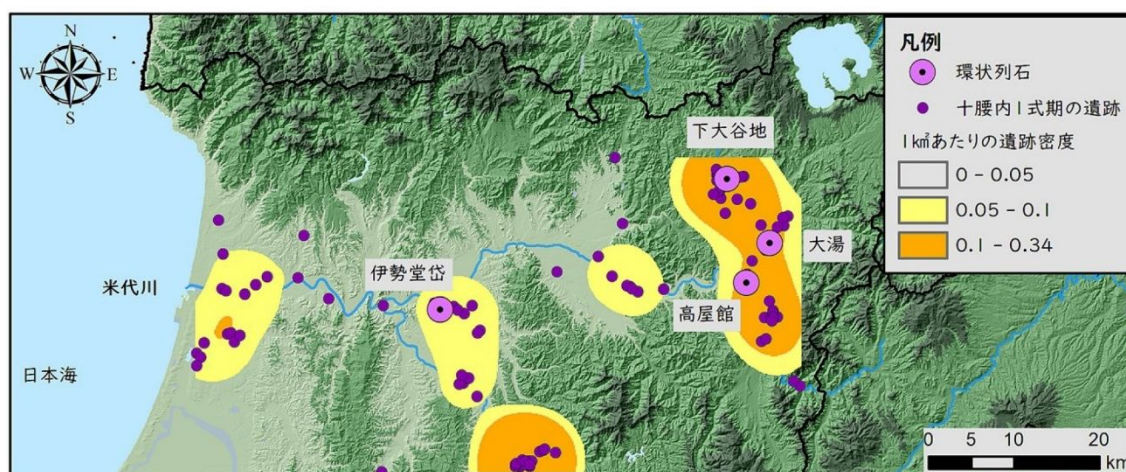 N
W E
S
凡例
環状列石
十腰内1式期の遺跡
1㎢あたりの遺跡密度
0 - 0.05
0.05 - 0.1
0.1 - 0.34
下大谷地
大湯
伊勢堂岱
米代川
高屋館
日本海
0 5 10 20
km